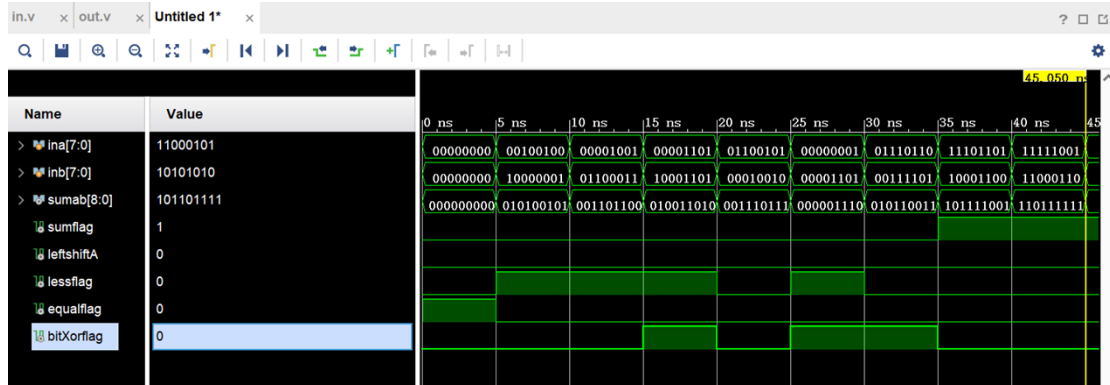 in.v × out.v × Untitled 1* ×
?
45.050 ns
Name Value
0 ns 5 ns 10 ns 15 ns 20 ns 25 ns 30 ns 35 ns 40 ns 45
ina[7:0] 11000101 00000000 00100100 00001001 00001101 01100101 00000001 01110110 11101101 11111001
inb[7:0] 10101010 00000000 10000001 01100011 10001101 00010010 00001101 00111101 10001100 11000110
sumab[8:0] 101101111 000000000 010100101 001101100 010011010 001110111 000001110 010110011 101111001 110111111
sumflag 1
leftshiftA 0
lessflag 0
equalflag 0
bitXorflag 0